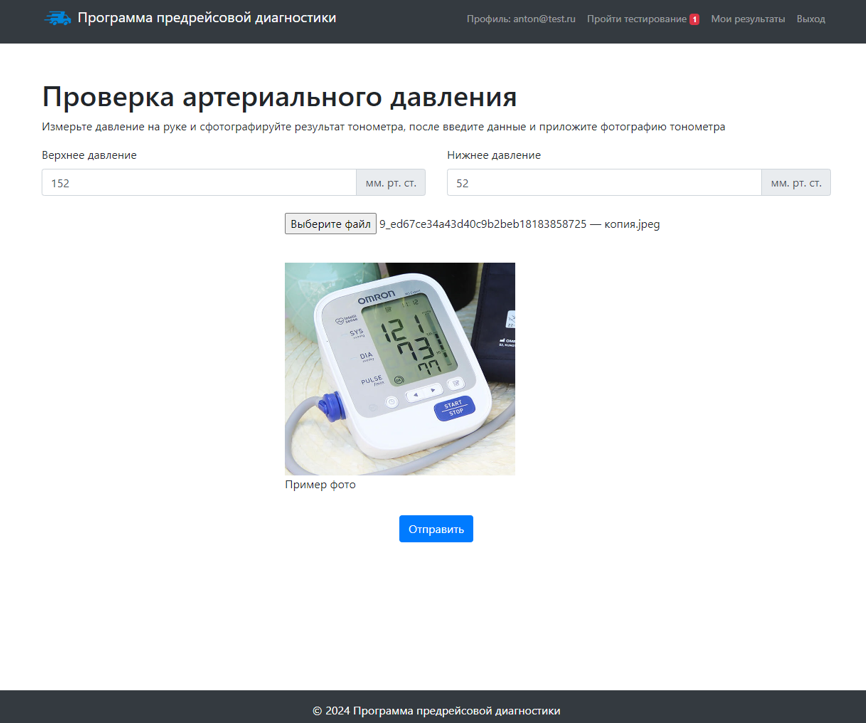 Программа предрейсовой диагностики
Профиль: anton@test.ru Пройти тестирование 1 Мои результаты Выход
Проверка артериального давления
Измерьте давление на руке и сфотографируйте результат тонометра, после введите данные и приложите фотографию тонометра
Верхнее давление
152 мм. рт. ст.
Нижнее давление
52 мм. рт. ст.
Выберите файл 9_ed67ce34a43d40c9b2beb18183858725 — копия.jpeg
OMRON
SYS
121
DIA
73
PULSE
77
START
STOP
Пример фото
Отправить
© 2024 Программа предрейсовой диагностики